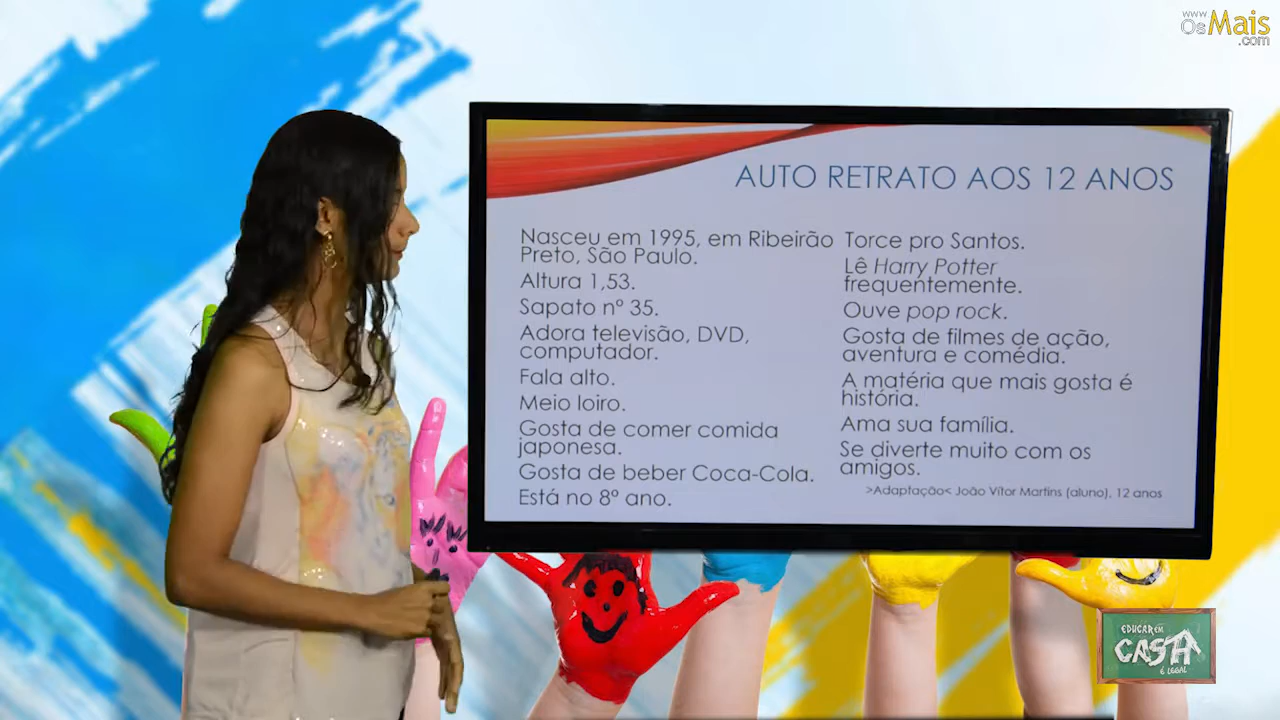 www
OsMais
.com
AUTO RETRATO AOS 12 ANOS
Nasceu em 1995, em Ribeirão
Preto, São Paulo.
Altura 1,53.
Sapato nº 35.
Adora televisão, DVD,
computador.
Fala alto.
Meio loiro.
Gosta de comer comida
japonesa.
Gosta de beber Coca-Cola.
Está no 8º ano.
Torce pro Santos.
Lê Harry Potter
frequentemente.
Ouve pop rock.
Gosta de filmes de ação,
aventura e comédia.
A matéria que mais gosta é
história.
Ama sua família.
Se diverte muito com os
amigos.
>Adaptação< João Vítor Martins (aluno), 12 anos
EDUCAR EM
CASA
É LEGAL